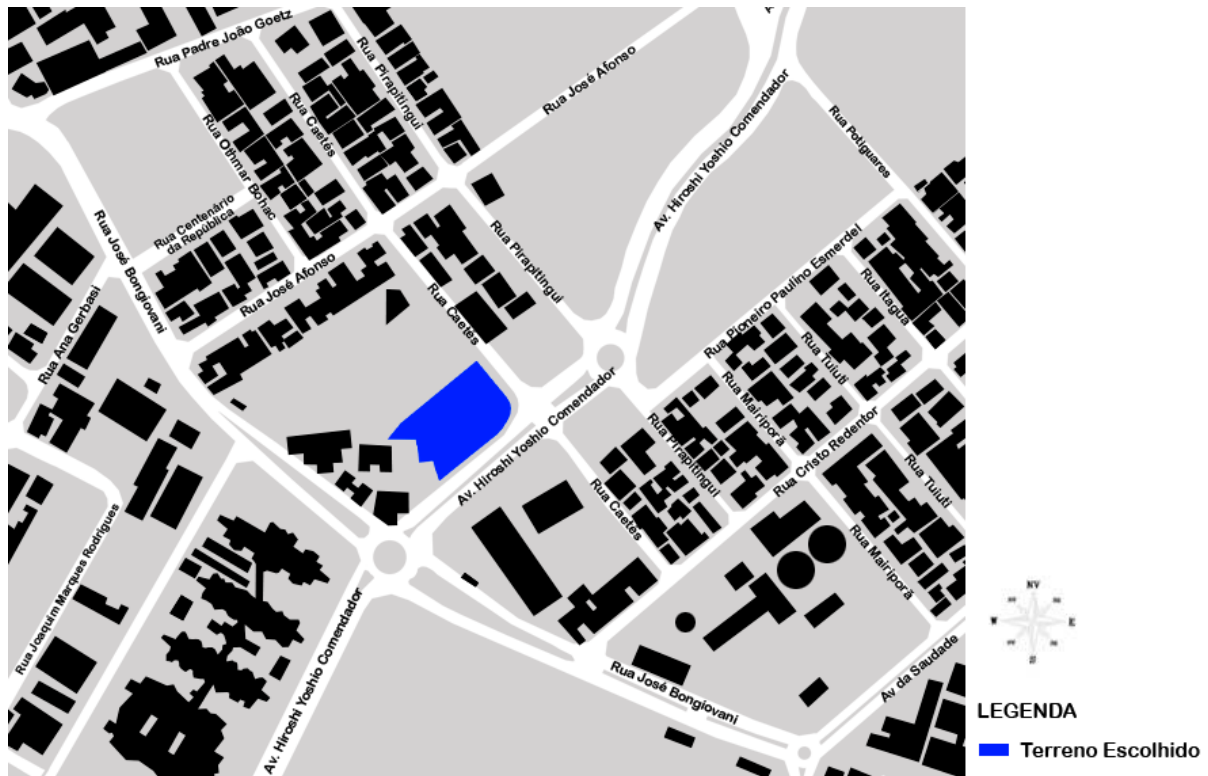 Rua Padre João Goetz
Rua Pirapitingui
Rua José Afonso
Rua Caetés
Rua Othmar Bohac
Av. Hiroshi Yoshio Comendador
Rua Potiguares
Rua Centenário
da República
Rua José Bongiovani
Rua Pirapitingui
Rua Pioneiro Paulino Esmerdel
Rua José Afonso
Rua Itagua
Rua Ana Gerbasi
Rua Caetés
Rua Tuiuti
Rua Mairiporã
Av. Hiroshi Yoshio Comendador
Rua Pirapitingui
Rua Cristo Redentor
Rua Caetés
Rua Tuiuti
Rua Joaquim Marques Rodrigues
Rua Mairiporã
Av. Hiroshi Yoshio Comendador
Rua José Bongiovani
Av da Saudade
NV
W
E
LEGENDA
Terreno Escolhido